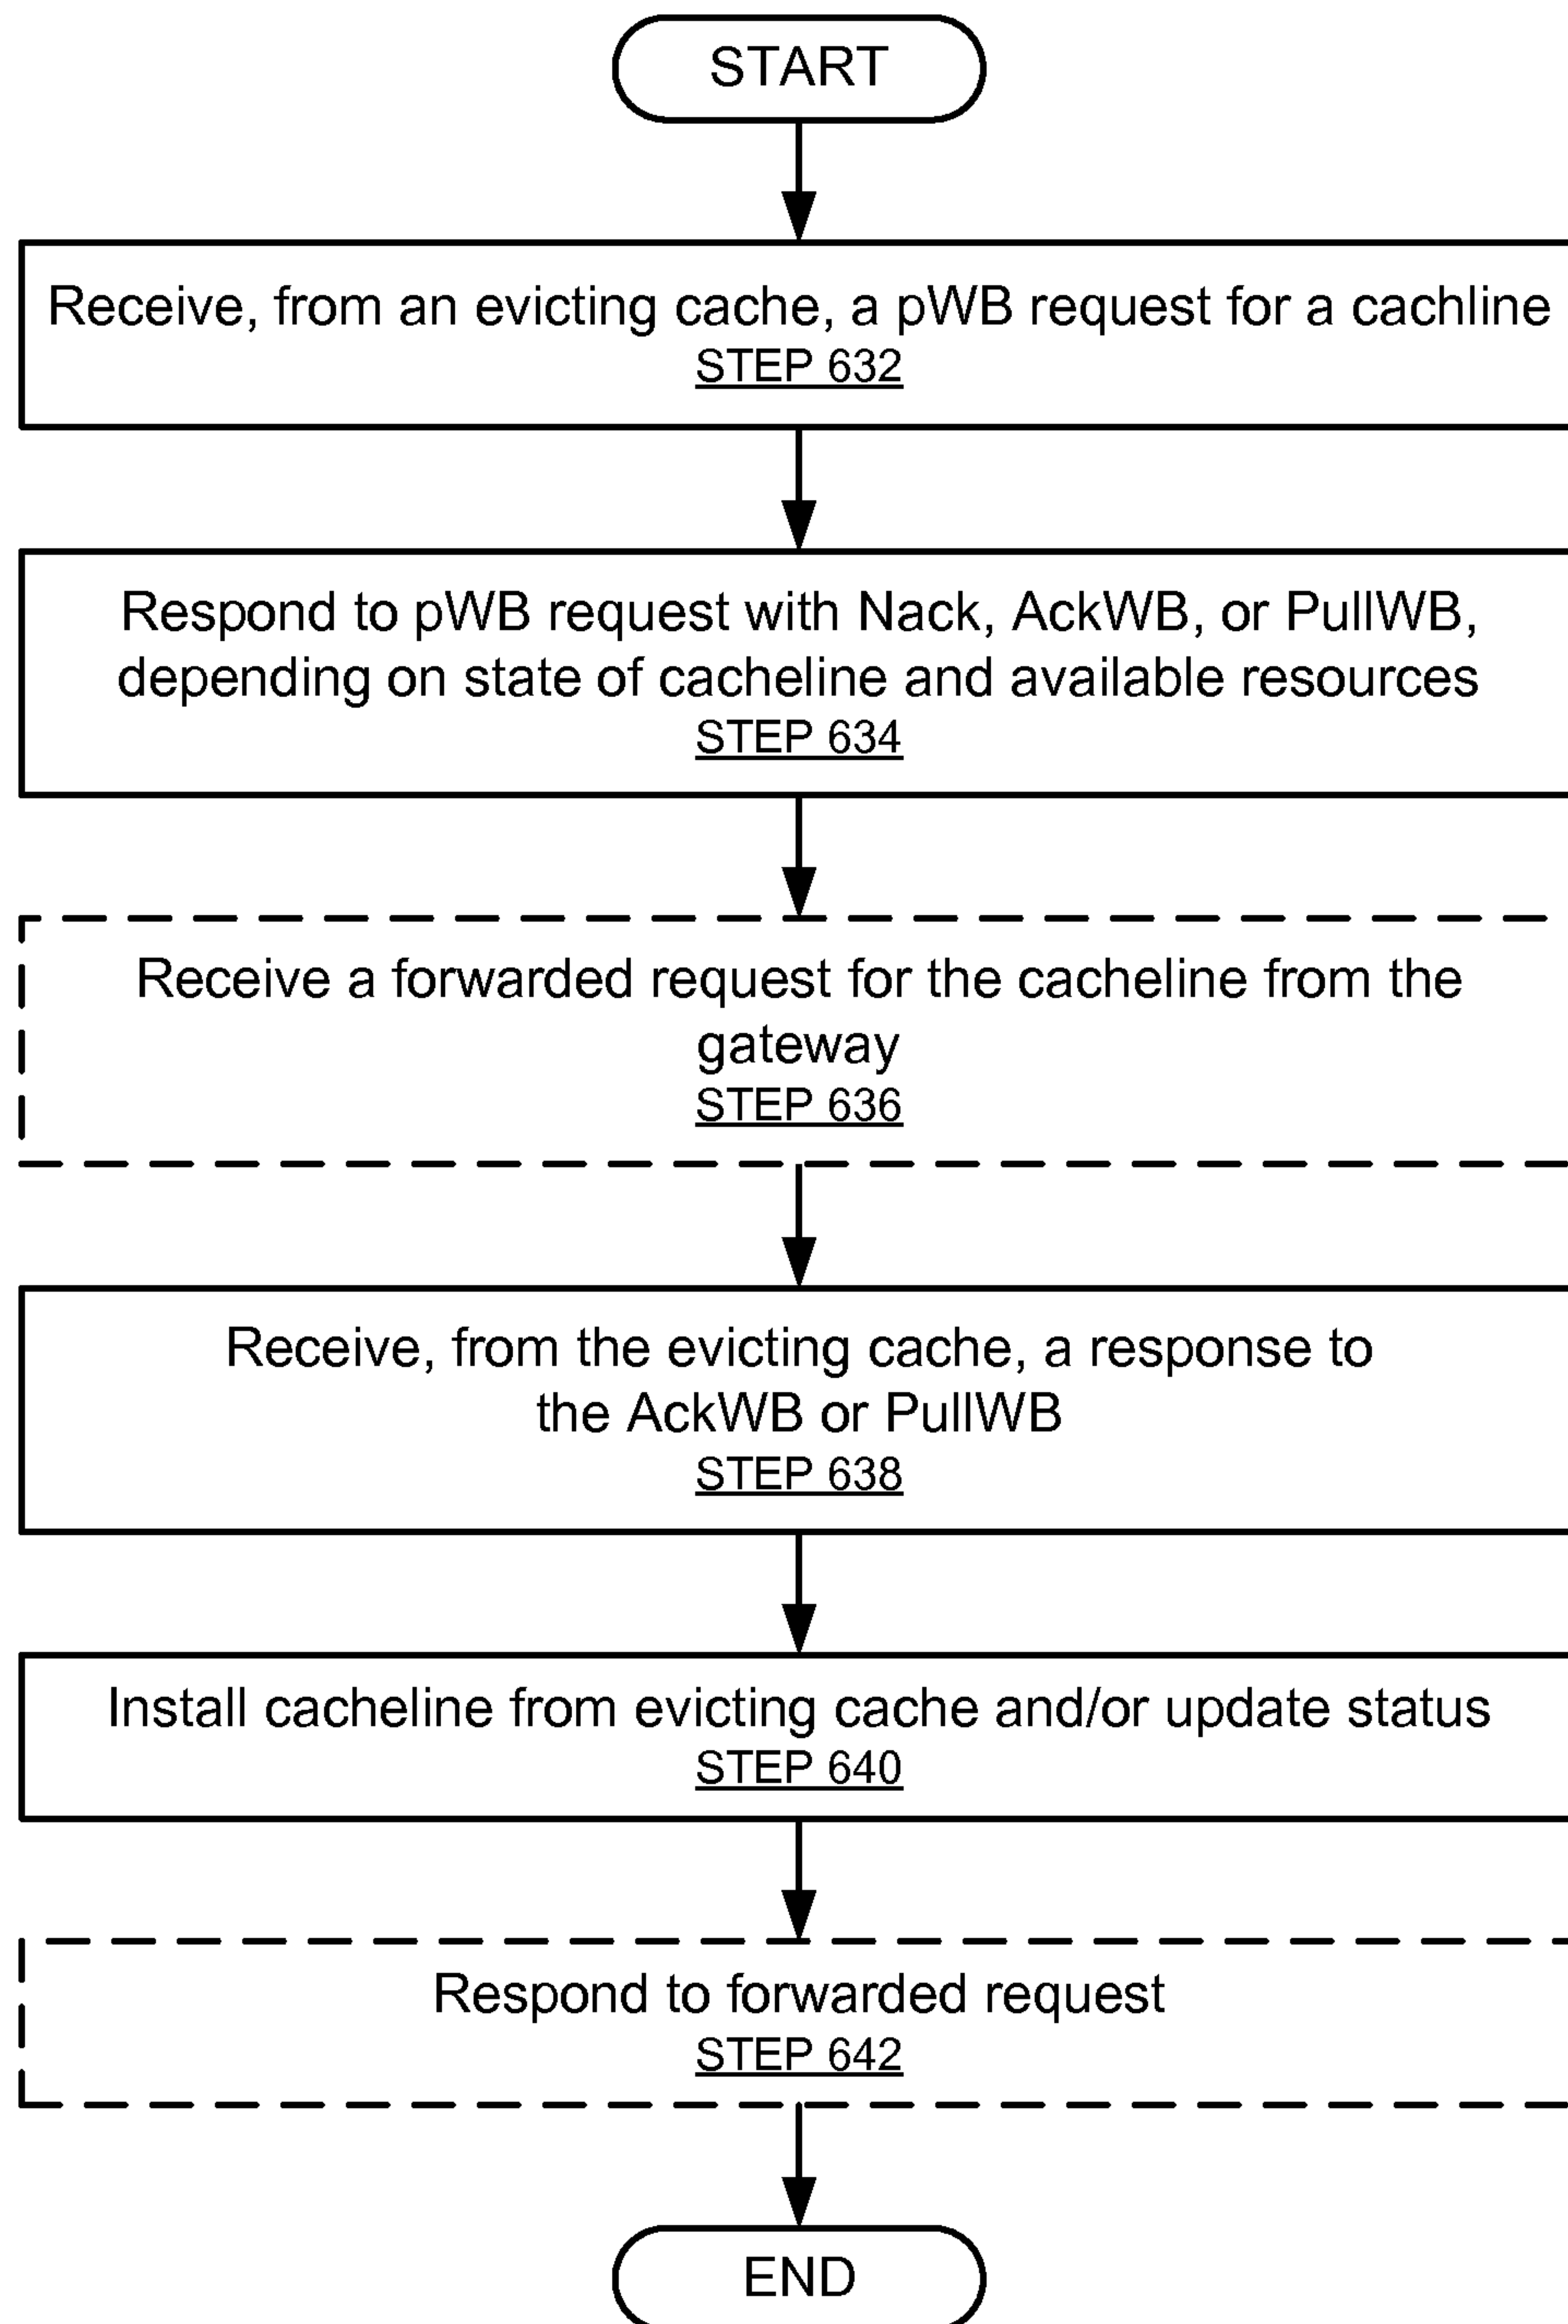 START
Receive, from an evicting cache, a pWB request for a cachline
STEP 632
Respond to pWB request with Nack, AckWB, or PullWB,
depending on state of cacheline and available resources
STEP 634
Receive a forwarded request for the cacheline from the
gateway
STEP 636
Receive, from the evicting cache, a response to
the AckWB or PullWB
STEP 638
Install cacheline from evicting cache and/or update status
STEP 640
Respond to forwarded request
STEP 642
END